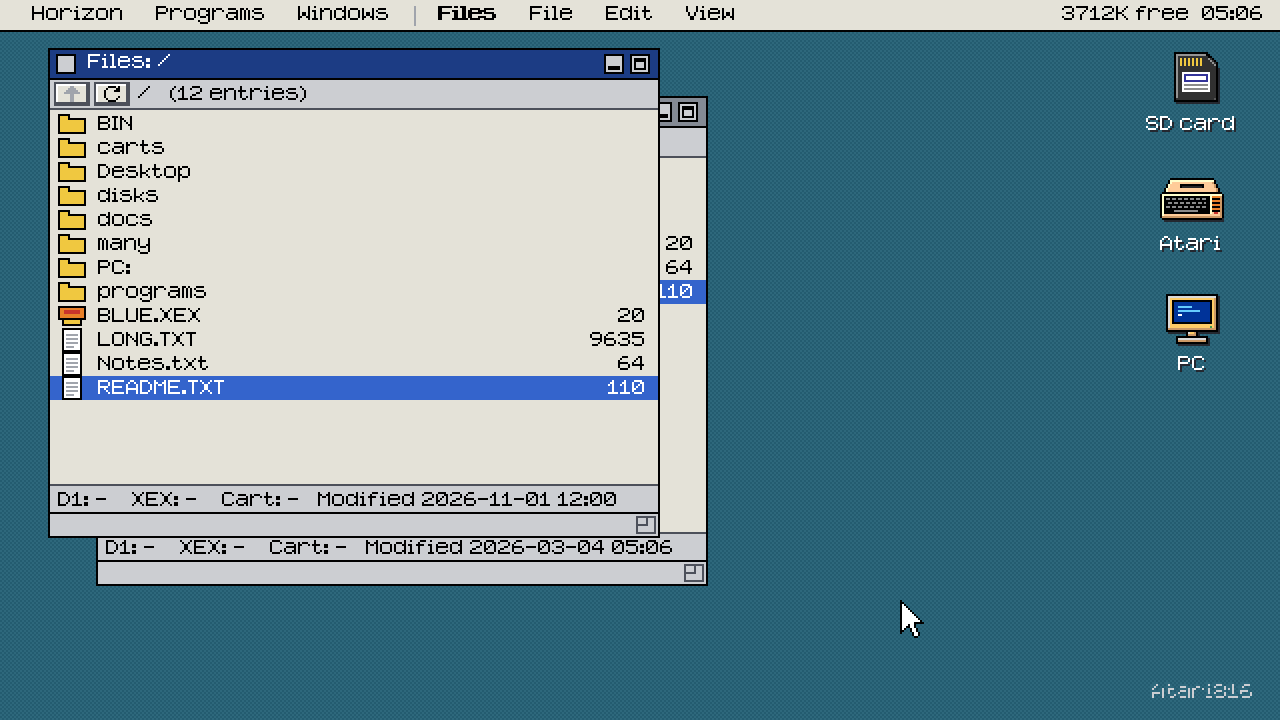 Horizon Programs Windows | Files File Edit View 3712K free 05:06
Files: /
/ (12 entries)
BIN
carts
Desktop
disks
docs
many
PC:
programs
BLUE.XEX 20
LONG.TXT 9635
Notes.txt 64
README.TXT 110
D1: - XEX: - Cart: - Modified 2026-11-01 12:00
20
64
110
D1: - XEX: - Cart: - Modified 2026-03-04 05:06
SD card
Atari
PC
Atari816